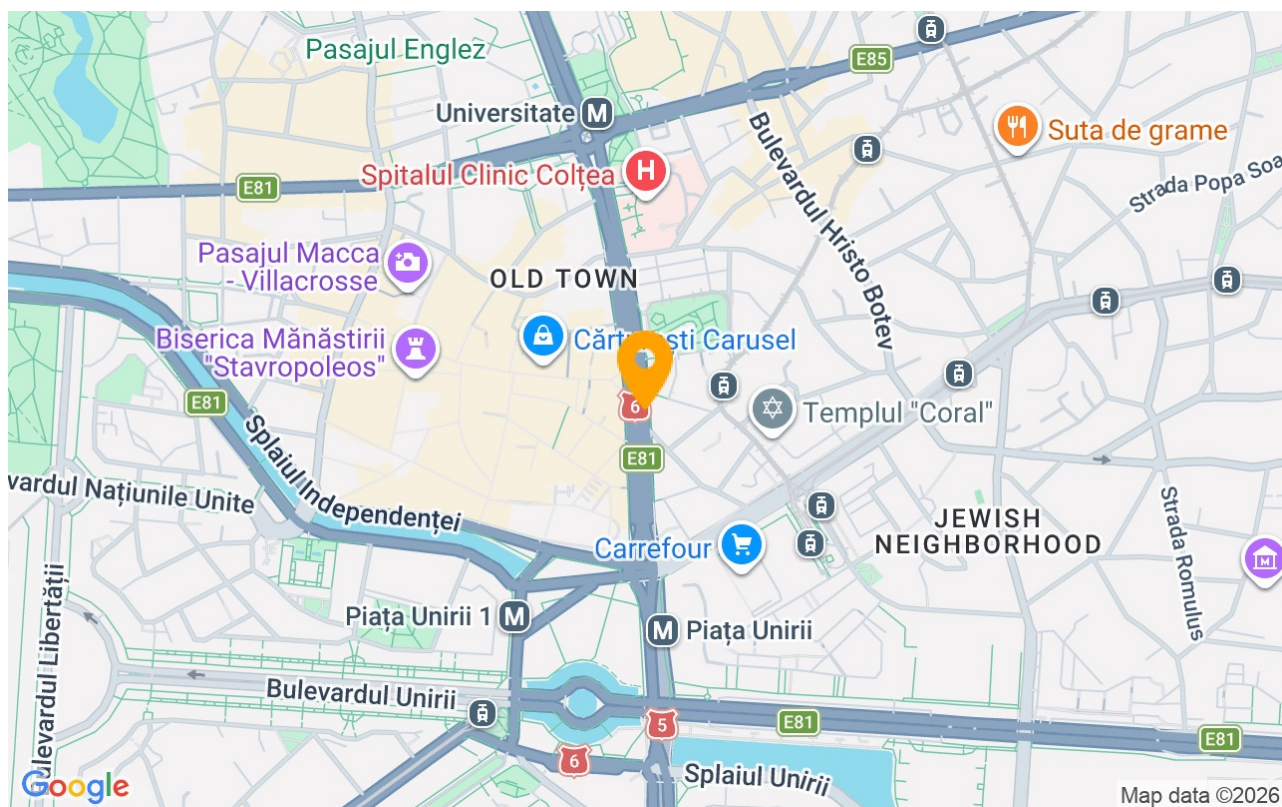 Pasajul Englez
E85
Universitate
M
Suta de grame
Bulevardul Hristo Botev
Spitalul Clinic Colțea
H
E81
Strada Popa Soa
Pasajul Macca
- Villacrosse
OLD TOWN
Biserica Mănăstirii
"Stavropoleos"
Carusel
E81
6
Templul "Coral"
E81
Splaiul Independenței
vardul Națiunile Unite
JEWISH
NEIGHBORHOOD
Carrefour
Strada Romulus
M
Piața Unirii 1
M
M
Piața Unirii
ulevardul Libertății
Bulevardul Unirii
5
E81
E81
6
Splaiul Unirii
Google
Map data ©2026